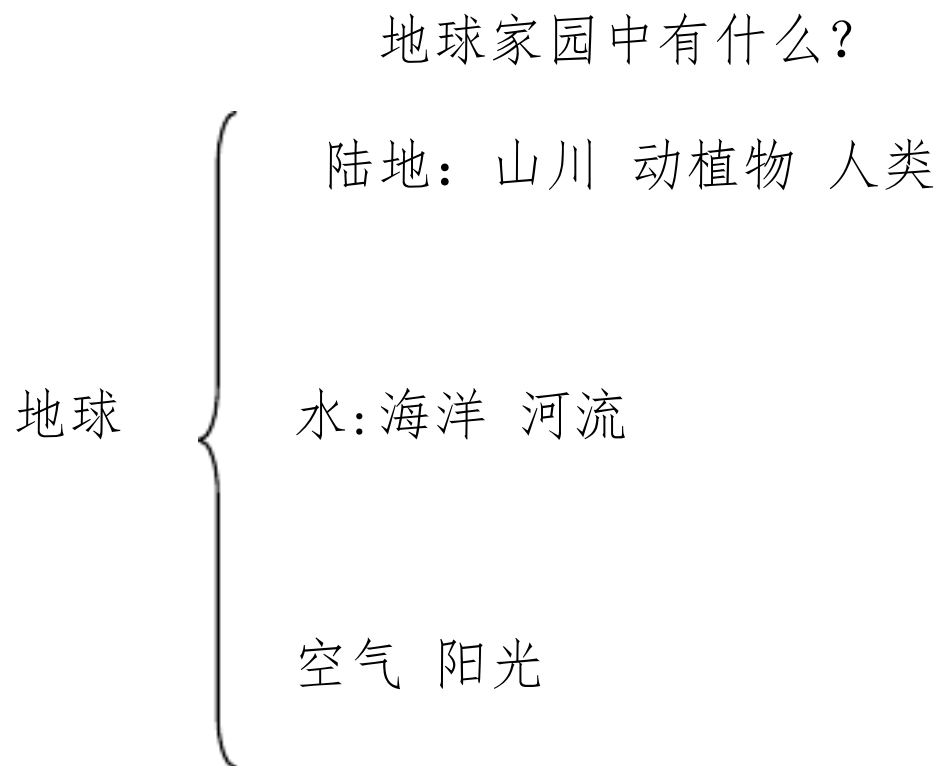 地球家园中有什么？
陆地：山川 动植物 人类
地球
水:海洋 河流
空气 阳光